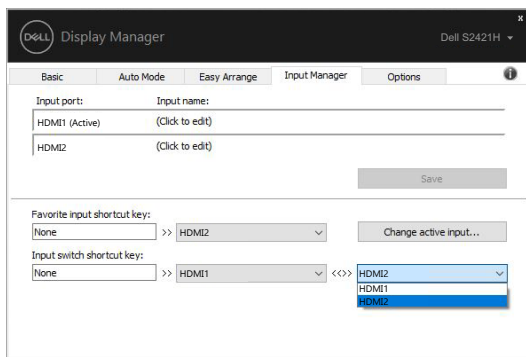 x
DELL Display Manager Dell S2421H
Basic Auto Mode Easy Arrange Input Manager Options i
Input port: Input name:
HDMI1 (Active) (Click to edit)
HDMI2 (Click to edit)
Save
Favorite input shortcut key:
None >> HDMI2 Change active input...
Input switch shortcut key:
None >> HDMI1 <<>> HDMI2
HDMI1
HDMI2